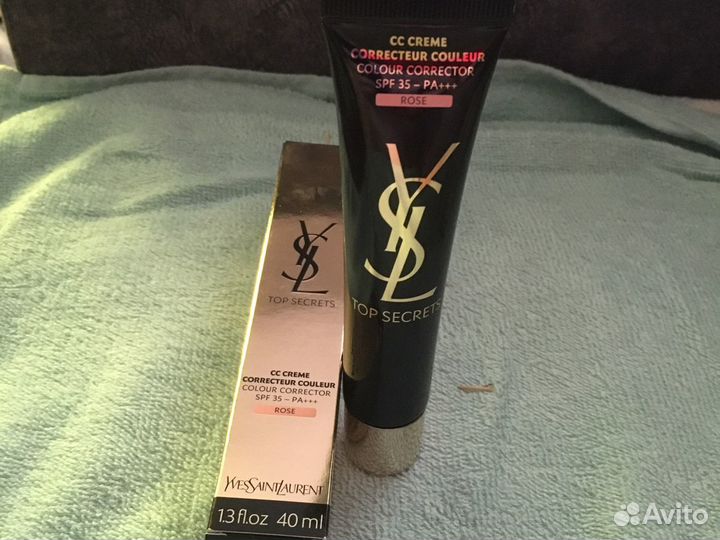 CC CREME
CORRECTEUR COULEUR
COLOUR CORRECTOR
SPF 35 – PA+++
ROSE
YSL
TOP SECRETS
YSL
TOP SECRETS
CC CREME
CORRECTEUR COULEUR
COLOUR CORRECTOR
SPF 35 – PA+++
ROSE
YVESSAINTLAURENT
1.3 fl.oz 40 ml
Avito